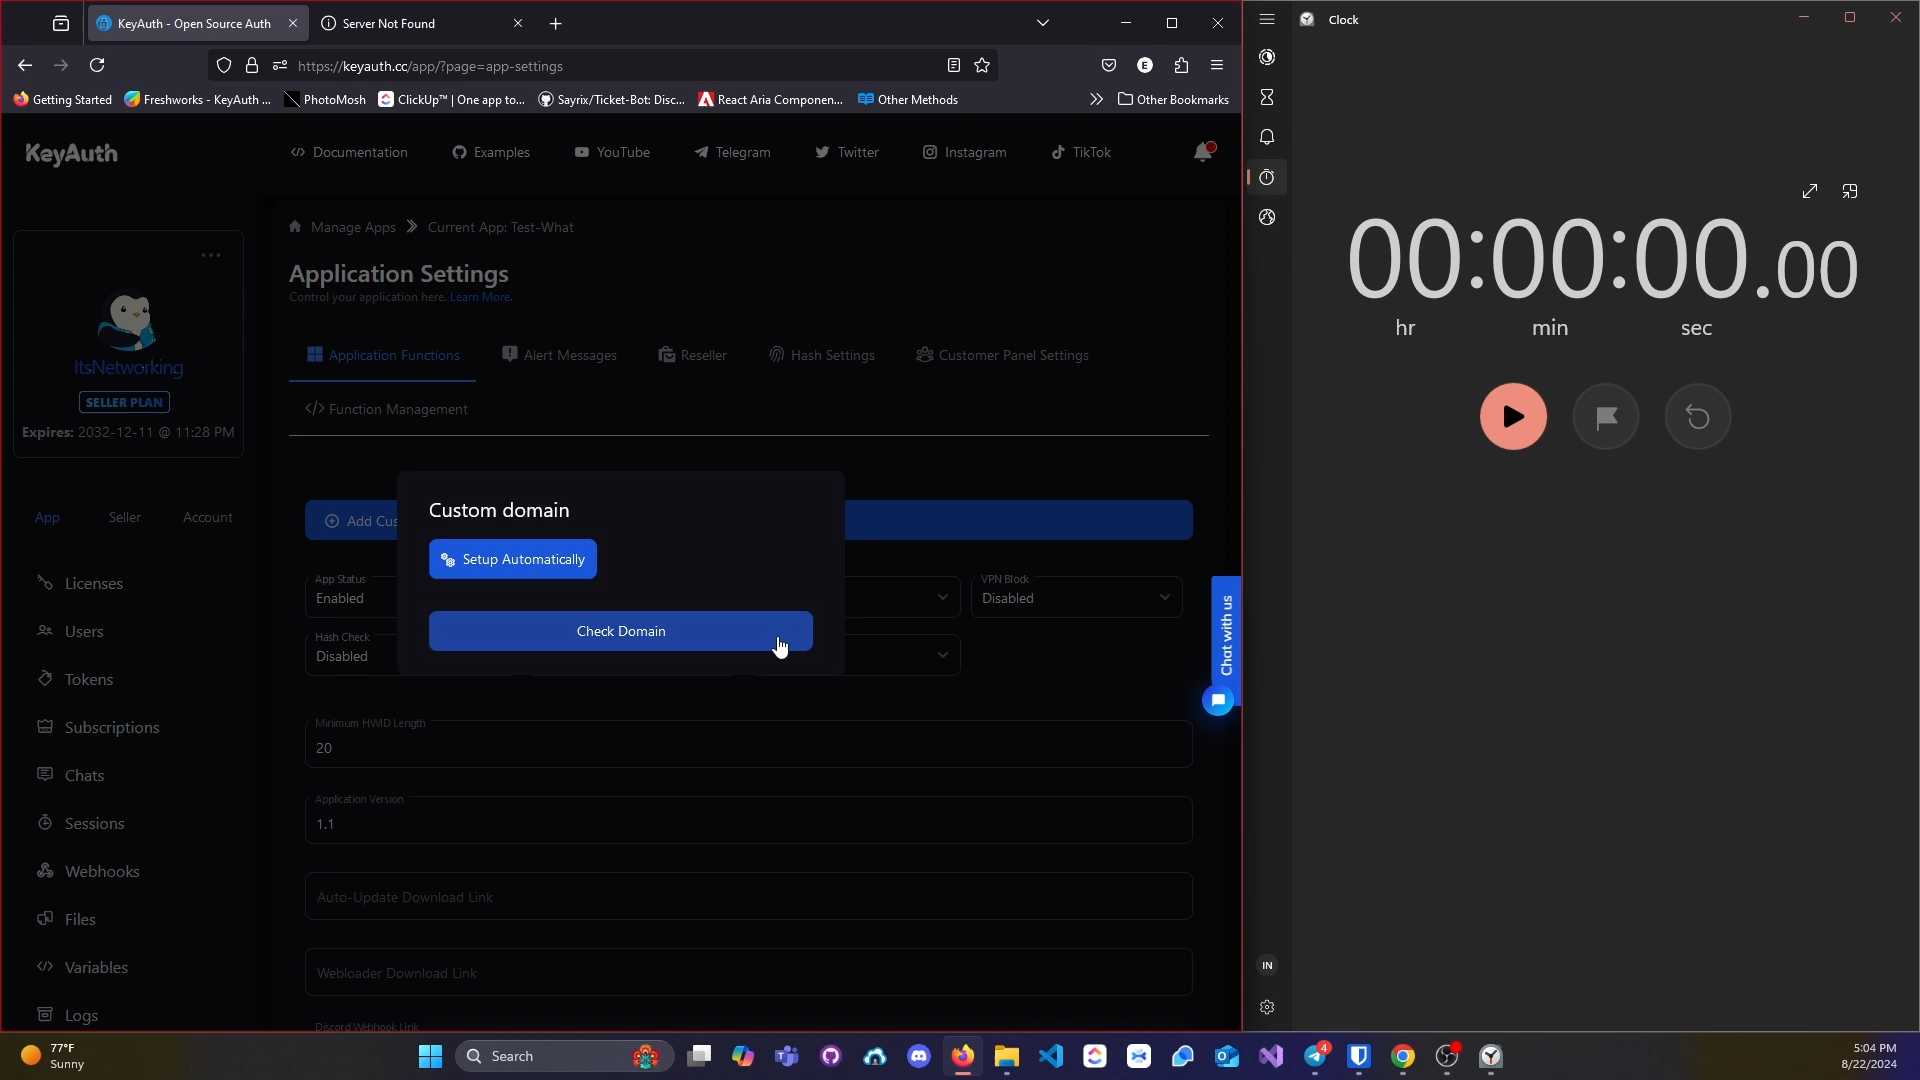 KeyAuth - Open Source Auth
Server Not Found
https://keyauth.cc/app/?page=app-settings
E
Getting Started
Freshworks - KeyAuth ...
PhotoMosh
ClickUp™ | One app to...
Sayrix/Ticket-Bot: Disc...
React Aria Componen...
Other Methods
Other Bookmarks
KeyAuth
Documentation
Examples
YouTube
Telegram
Twitter
Instagram
TikTok
ItsNetworking
SELLER PLAN
Expires: 2032-12-11 @ 11:28 PM
App
Seller
Account
Licenses
Users
Tokens
Subscriptions
Chats
Sessions
Webhooks
Files
Variables
Logs
Manage Apps
Current App: Test-What
Application Settings
Control your application here. Learn More.
Application Functions
Alert Messages
Reseller
Hash Settings
Customer Panel Settings
Function Management
Add Cus
Custom domain
Setup Automatically
Check Domain
App Status
Enabled
VPN Block
Disabled
Hash Check
Disabled
Minimum HWID Length
20
Application Version
1.1
Auto-Update Download Link
Webloader Download Link
Discord Webhook Link
Chat with us
Clock
00:00:00.00
hr
min
sec
IN
77°F
Sunny
Search
4
5:04 PM
8/22/2024